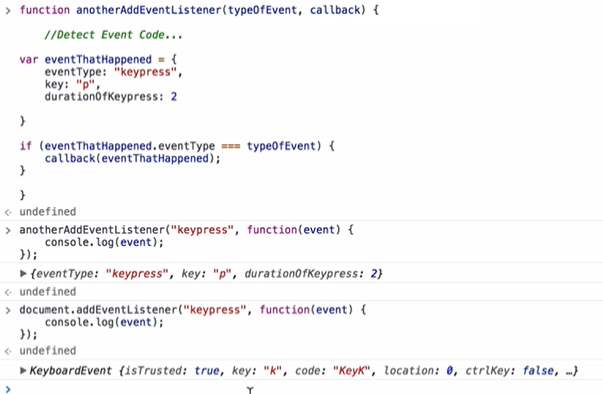 > function anotherAddEventListener(typeOfEvent, callback) {
//Detect Event Code...
var eventThatHappened = {
eventType: "keypress",
key: "p",
durationOfKeypress: 2
}
if (eventThatHappened.eventType === typeOfEvent) {
callback(eventThatHappened);
}
}
undefined
> anotherAddEventListener("keypress", function(event) {
console.log(event);
});
▶{eventType: "keypress", key: "p", durationOfKeypress: 2}
undefined
> document.addEventListener("keypress", function(event) {
console.log(event);
});
undefined
▶KeyboardEvent {isTrusted: true, key: "k", code: "KeyK", location: 0, ctrlKey: false, …}
>